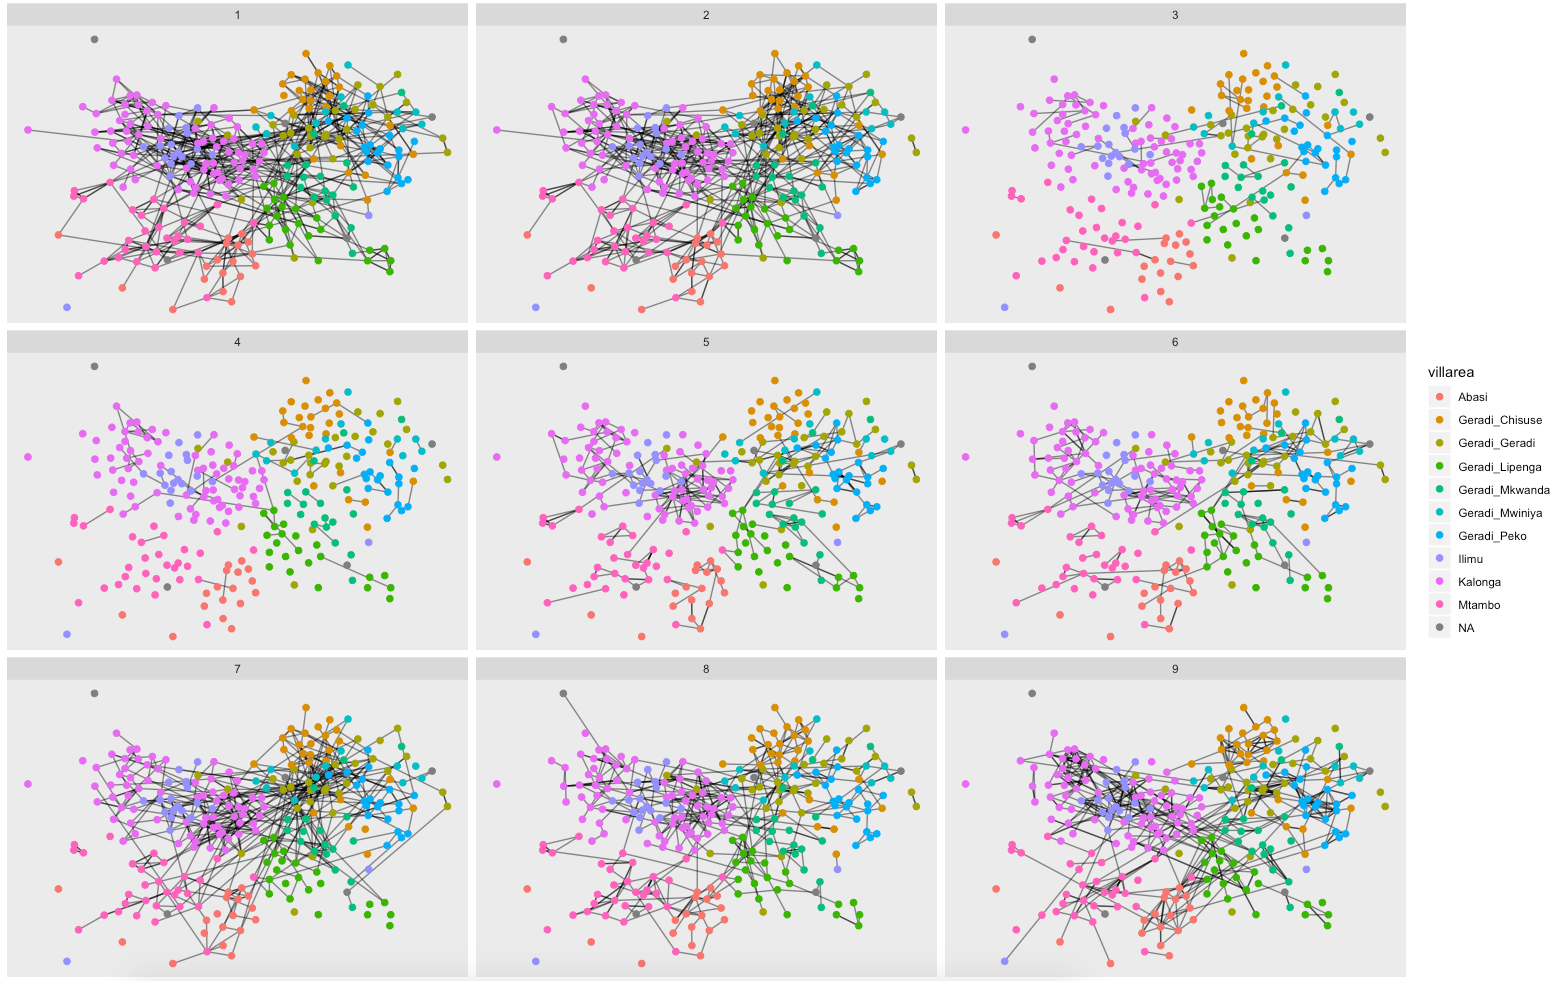 1
2
3
4
5
6
7
8
9
villarea
Abasi
Geradi_Chisuse
Geradi_Geradi
Geradi_Lipenga
Geradi_Mkwanda
Geradi_Mwiniya
Geradi_Peko
Ilimu
Kalonga
Mtambo
NA